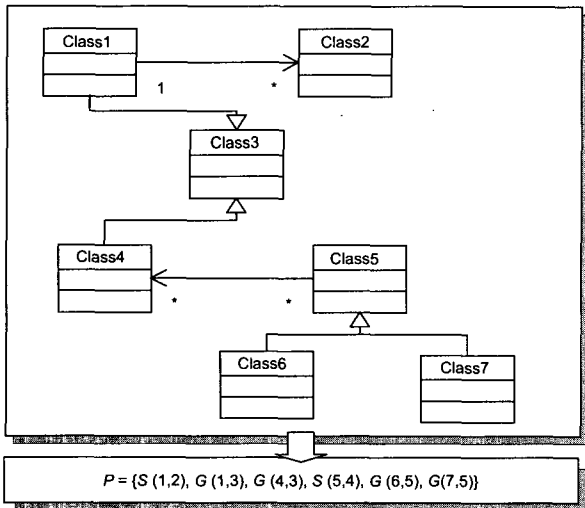 Class1
Class2
1
*
Class3
Class4
Class5
*
*
Class6
Class7
P = {S (1,2), G (1,3), G (4,3), S (5,4), G (6,5), G(7,5)}